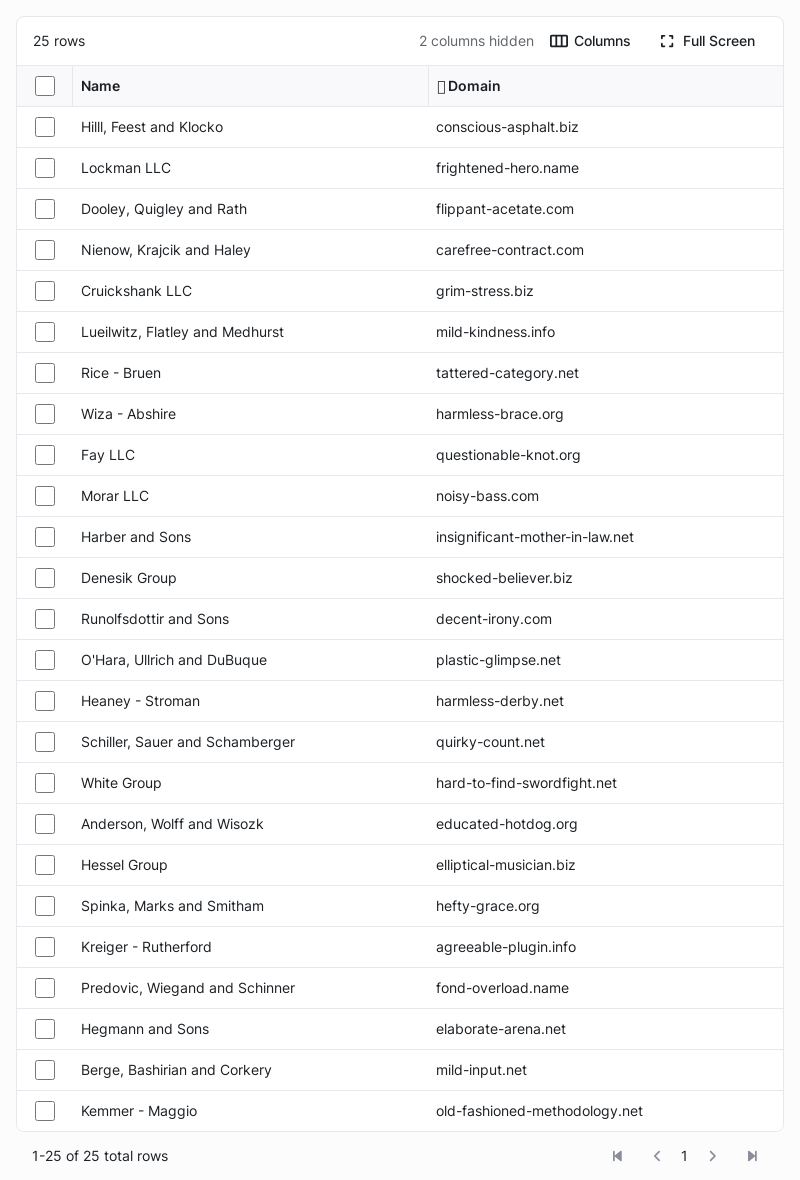 25 rows 2 columns hidden Columns Full Screen
Name Domain
Hilll, Feest and Klocko conscious-asphalt.biz
Lockman LLC frightened-hero.name
Dooley, Quigley and Rath flippant-acetate.com
Nienow, Krajcik and Haley carefree-contract.com
Cruickshank LLC grim-stress.biz
Lueilwitz, Flatley and Medhurst mild-kindness.info
Rice - Bruen tattered-category.net
Wiza - Abshire harmless-brace.org
Fay LLC questionable-knot.org
Morar LLC noisy-bass.com
Harber and Sons insignificant-mother-in-law.net
Denesik Group shocked-believer.biz
Runolfsdottir and Sons decent-irony.com
O'Hara, Ullrich and DuBuque plastic-glimpse.net
Heaney - Stroman harmless-derby.net
Schiller, Sauer and Schamberger quirky-count.net
White Group hard-to-find-swordfight.net
Anderson, Wolff and Wisozk educated-hotdog.org
Hessel Group elliptical-musician.biz
Spinka, Marks and Smitham hefty-grace.org
Kreiger - Rutherford agreeable-plugin.info
Predovic, Wiegand and Schinner fond-overload.name
Hegmann and Sons elaborate-arena.net
Berge, Bashirian and Corkery mild-input.net
Kemmer - Maggio old-fashioned-methodology.net
1-25 of 25 total rows 1